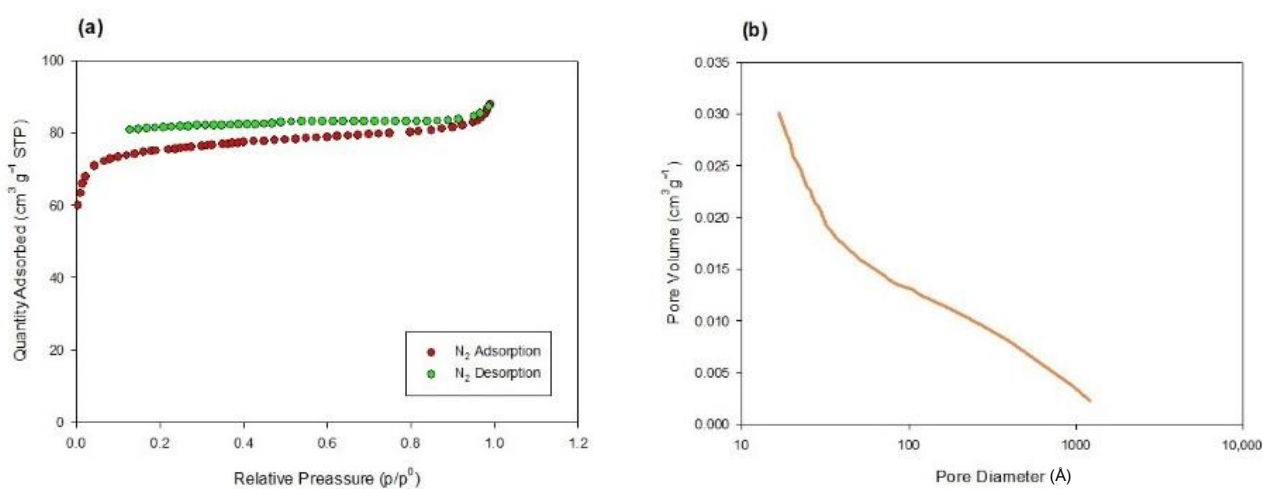 (a)
Quantity Adsorbed (cm³ g⁻¹ STP)
100
80
60
40
20
0
N₂ Adsorption
N₂ Desorption
0.0 0.2 0.4 0.6 0.8 1.0 1.2
Relative Preassure (p/p⁰)
(b)
Pore Volume (cm³ g⁻¹)
0.035
0.030
0.025
0.020
0.015
0.010
0.005
0.000
10 100 1000 10,000
Pore Diameter (Å)